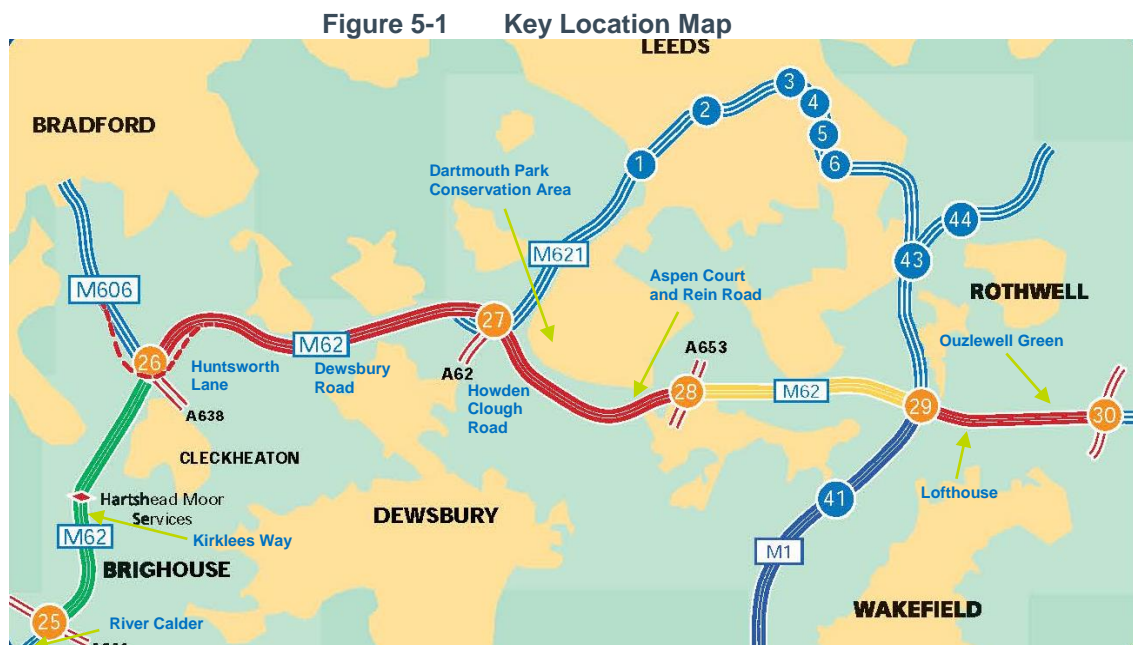 Figure 5-1 Key Location Map
LEEDS
BRADFORD
3
2
4
5
1
6
Dartmouth Park
Conservation Area
44
M621
43
M606
Aspen Court
and Rein Road
ROTHWELL
27
Ouzlewell Green
26
Huntsworth
Lane
M62
Dewsbury
Road
A653
A62
Howden
Clough
Road
28
M62
29
30
A638
CLECKHEATON
Hartshead Moor
Services
Lofthouse
41
DEWSBURY
M62
Kirklees Way
M1
BRIGHOUSE
WAKEFIELD
25
River Calder